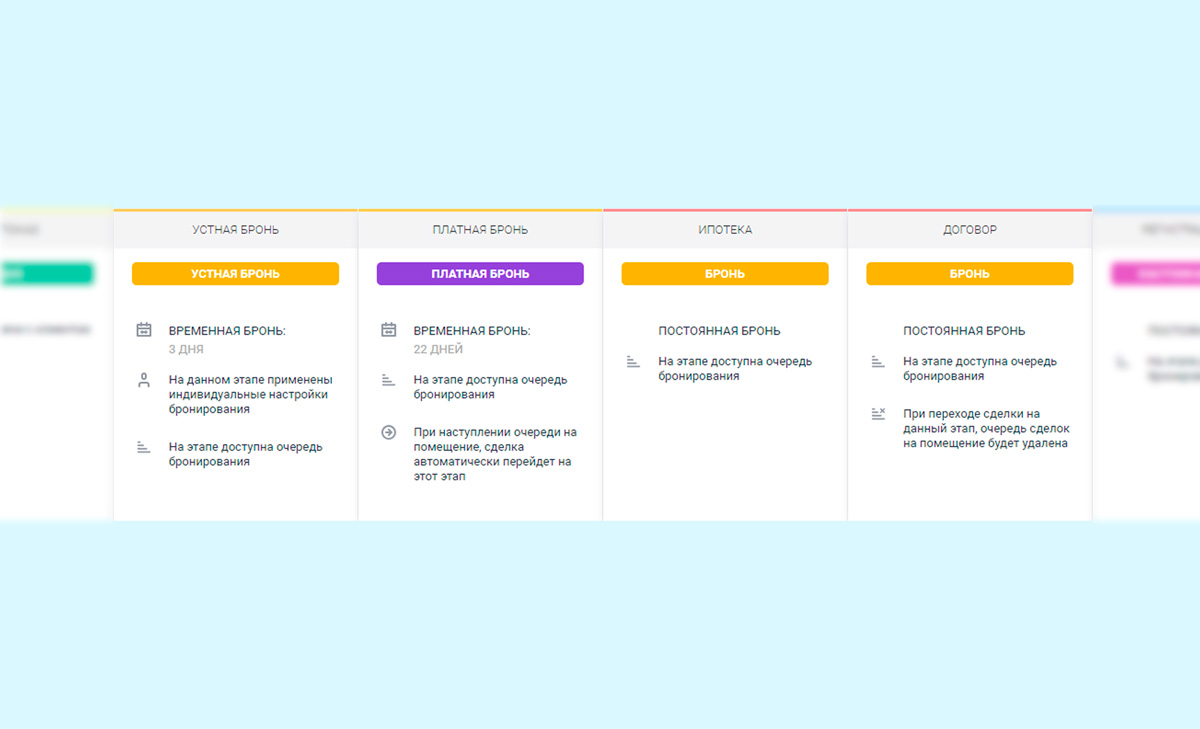 УСТНАЯ БРОНЬ
УСТНАЯ БРОНЬ
ВРЕМЕННАЯ БРОНЬ:
3 ДНЯ
На данном этапе применены
индивидуальные настройки
бронирования
На этапе доступна очередь
бронирования
ПЛАТНАЯ БРОНЬ
ПЛАТНАЯ БРОНЬ
ВРЕМЕННАЯ БРОНЬ:
22 ДНЕЙ
На этапе доступна очередь
бронирования
При наступлении очереди на
помещение, сделка
автоматически перейдет на
этот этап
ИПОТЕКА
БРОНЬ
ПОСТОЯННАЯ БРОНЬ
На этапе доступна очередь
бронирования
ДОГОВОР
БРОНЬ
ПОСТОЯННАЯ БРОНЬ
На этапе доступна очередь
бронирования
При переходе сделки на
данный этап, очередь сделок
на помещение будет удалена